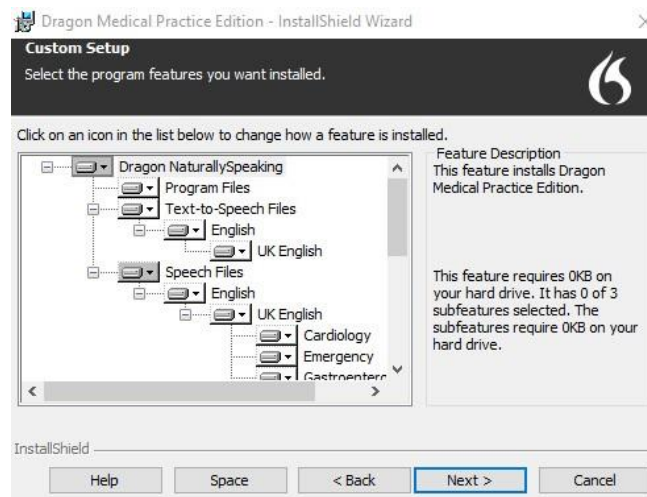 Dragon Medical Practice Edition - InstallShield Wizard
Custom Setup
Select the program features you want installed.
Click on an icon in the list below to change how a feature is installed.
Dragon NaturallySpeaking
Program Files
Text-to-Speech Files
English
UK English
Speech Files
English
UK English
Cardiology
Emergency
Gastroenterc
Feature Description
This feature installs Dragon
Medical Practice Edition.
This feature requires 0KB on
your hard drive. It has 0 of 3
subfeatures selected. The
subfeatures require 0KB on your
hard drive.
InstallShield
Help
Space
< Back
Next >
Cancel